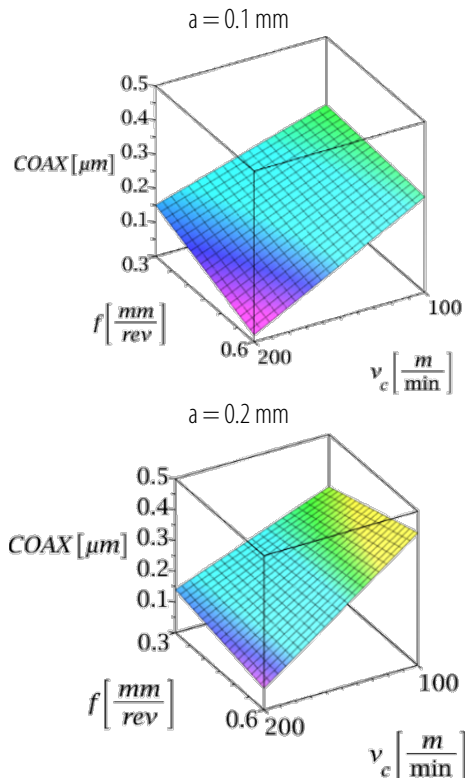 a = 0.1 mm
0.5
0.4
COAX [μm] 0.3
0.2
0.1
0.3
f [mm/rev]
0.6 200
100
v_c [m/min]
a = 0.2 mm
0.5
0.4
COAX [μm] 0.3
0.2
0.1
0.3
f [mm/rev]
0.6 200
100
v_c [m/min]